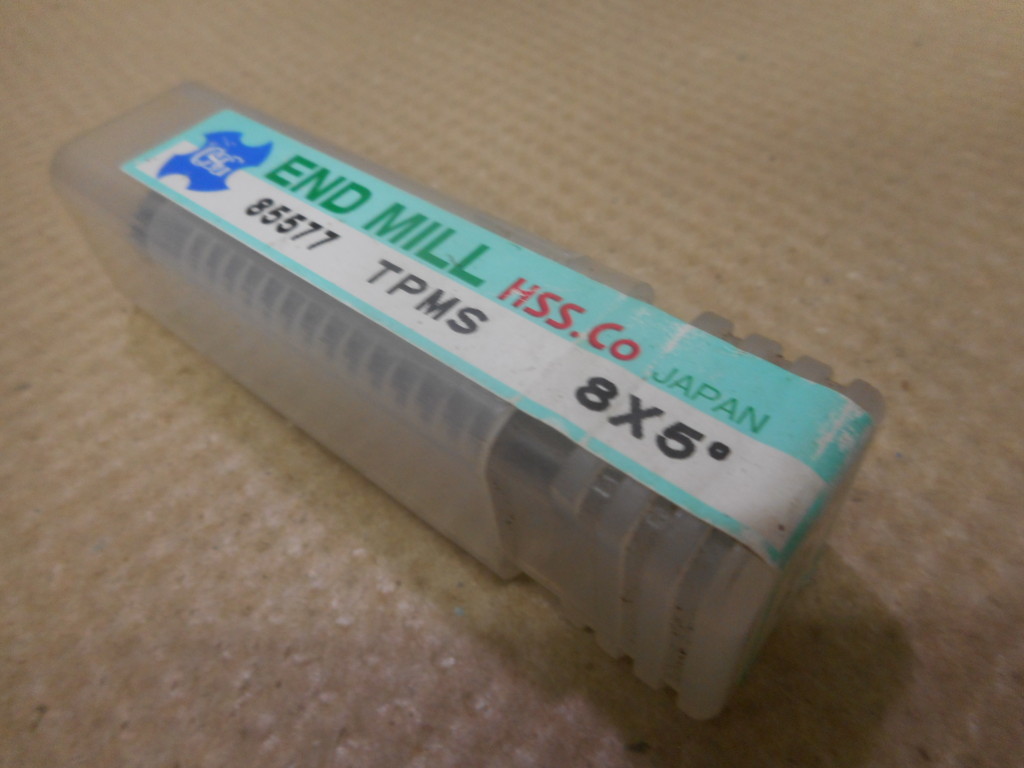 OSG
END MILL HSS.Co JAPAN
85577 TPMS 8X5°